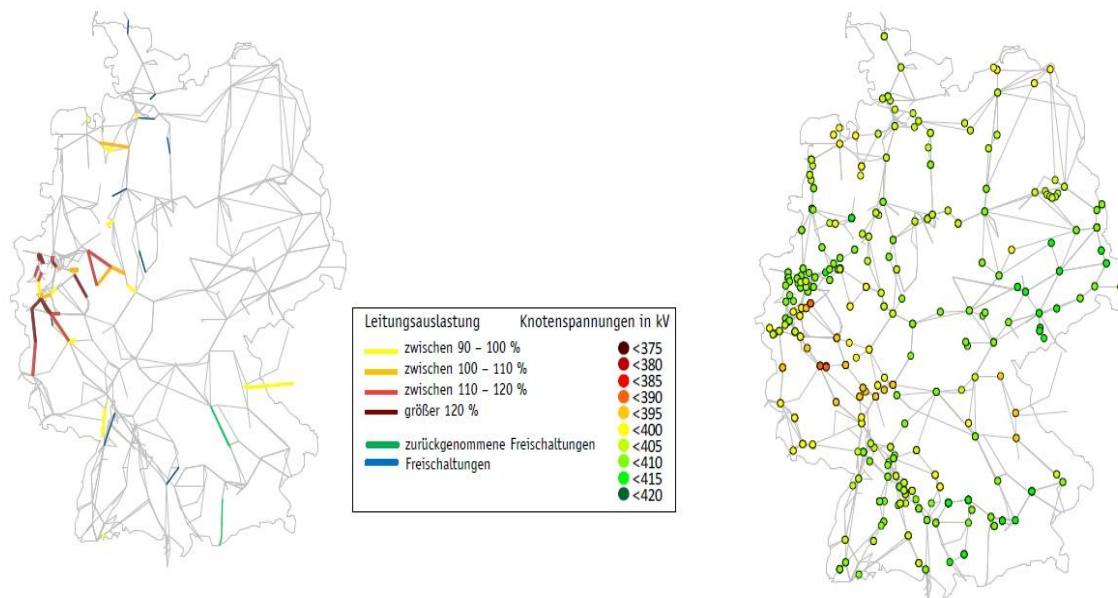 Leitungsauslastung
zwischen 90 – 100 %
zwischen 100 – 110 %
zwischen 110 – 120 %
größer 120 %
zurückgenommene Freischaltungen
Freischaltungen
Knotenspannungen in kV
<375
<380
<385
<390
<395
<400
<405
<410
<415
<420